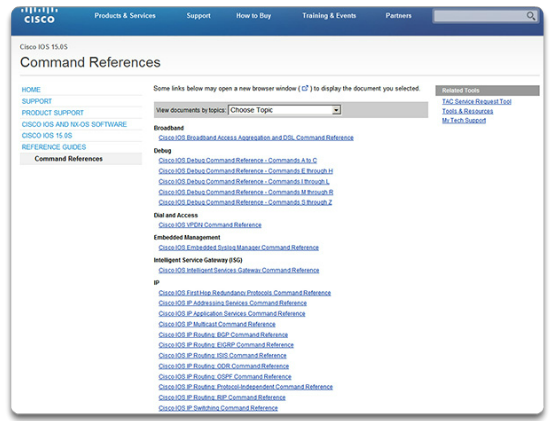 CISCO
Products & Services
Support
How to Buy
Training & Events
Partners
Cisco IOS 15.0S
Command References
HOME
SUPPORT
PRODUCT SUPPORT
CISCO IOS AND NX-OS SOFTWARE
CISCO IOS 15.0S
REFERENCE GUIDES
Command References
Some links below may open a new browser window ( ) to display the document you selected.
View documents by topics: Choose Topic
Broadband
Cisco IOS Broadband Access Aggregation and DSL Command Reference
Debug
Cisco IOS Debug Command Reference - Commands A to C
Cisco IOS Debug Command Reference - Commands E through H
Cisco IOS Debug Command Reference - Commands I through L
Cisco IOS Debug Command Reference - Commands M through R
Cisco IOS Debug Command Reference - Commands S through Z
Dial and Access
Cisco IOS VPDN Command Reference
Embedded Management
Cisco IOS Embedded Syslog Manager Command Reference
Intelligent Service Gateway (ISG)
Cisco IOS Intelligent Services Gateway Command Reference
IP
Cisco IOS First Hop Redundancy Protocols Command Reference
Cisco IOS IP Addressing Services Command Reference
Cisco IOS IP Application Services Command Reference
Cisco IOS IP Multicast Command Reference
Cisco IOS IP Routing: BGP Command Reference
Cisco IOS IP Routing: EIGRP Command Reference
Cisco IOS IP Routing: ISIS Command Reference
Cisco IOS IP Routing: ODR Command Reference
Cisco IOS IP Routing: OSPF Command Reference
Cisco IOS IP Routing: Protocol-Independent Command Reference
Cisco IOS IP Routing: RIP Command Reference
Cisco IOS IP Switching Command Reference
Related Tools
TAC Service Request Tool
Tools & Resources
My Tech Support